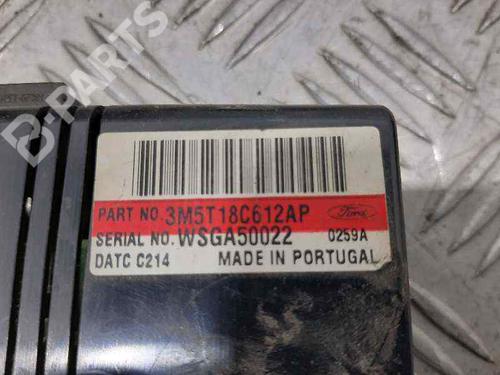 B-PARTS
PART NO. 3M5T18C612AP Ford
SERIAL NO. WSGA50022 0259A
DATC C214 MADE IN PORTUGAL